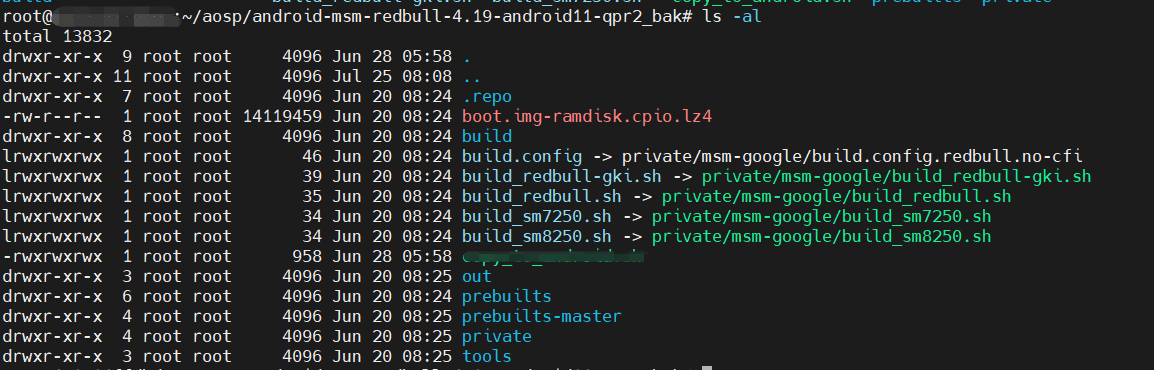 build_redbull-gki.sh build_sm7250.sh copy_to_android.sh prebuilts private
root@:~/aosp/android-msm-redbull-4.19-android11-qpr2_bak# ls -al
total 13832
drwxr-xr-x 9 root root 4096 Jun 28 05:58 .
drwxr-xr-x 11 root root 4096 Jul 25 08:08 ..
drwxr-xr-x 7 root root 4096 Jun 20 08:24 .repo
-rw-r--r-- 1 root root 14119459 Jun 20 08:24 boot.img-ramdisk.cpio.lz4
drwxr-xr-x 8 root root 4096 Jun 20 08:24 build
lrwxrwxrwx 1 root root 46 Jun 20 08:24 build.config -> private/msm-google/build.config.redbull.no-cfi
lrwxrwxrwx 1 root root 39 Jun 20 08:24 build_redbull-gki.sh -> private/msm-google/build_redbull-gki.sh
lrwxrwxrwx 1 root root 35 Jun 20 08:24 build_redbull.sh -> private/msm-google/build_redbull.sh
lrwxrwxrwx 1 root root 34 Jun 20 08:24 build_sm7250.sh -> private/msm-google/build_sm7250.sh
lrwxrwxrwx 1 root root 34 Jun 20 08:24 build_sm8250.sh -> private/msm-google/build_sm8250.sh
-rwxrwxrwx 1 root root 958 Jun 28 05:58
drwxr-xr-x 3 root root 4096 Jun 20 08:25 out
drwxr-xr-x 6 root root 4096 Jun 20 08:24 prebuilts
drwxr-xr-x 4 root root 4096 Jun 20 08:25 prebuilts-master
drwxr-xr-x 4 root root 4096 Jun 20 08:25 private
drwxr-xr-x 3 root root 4096 Jun 20 08:25 tools